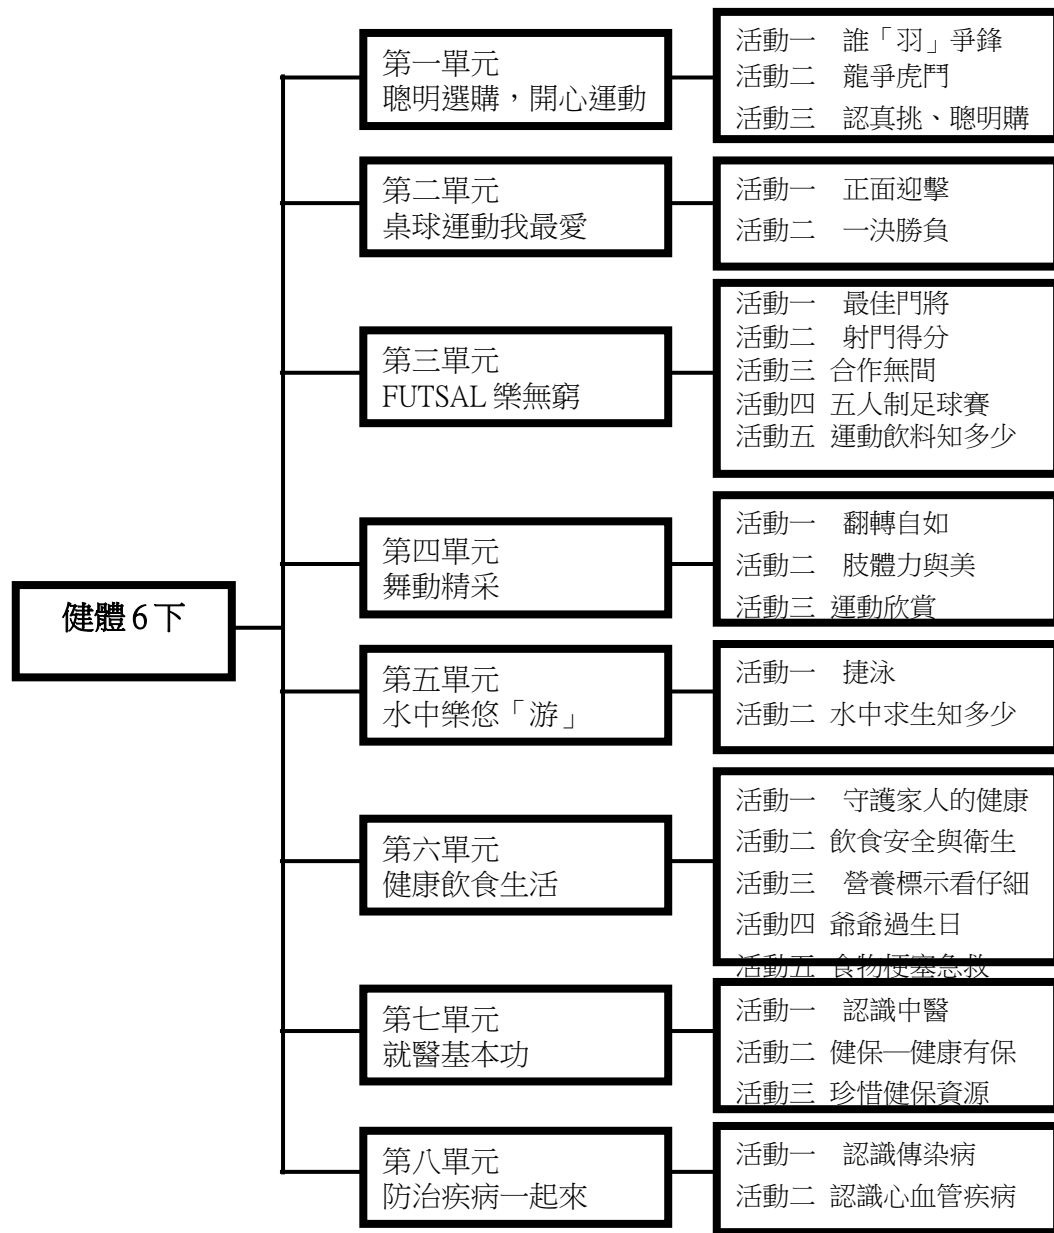 健體6下
第一單元
聰明選購，開心運動
活動一　誰「羽」爭鋒
活動二　龍爭虎鬥
活動三　認真挑、聰明購
第二單元
桌球運動我最愛
活動一　正面迎擊
活動二　一決勝負
第三單元
FUTSAL 樂無窮
活動一　最佳門將
活動二　射門得分
活動三 合作無間
活動四 五人制足球賽
活動五 運動飲料知多少
第四單元
舞動精采
活動一　翻轉自如
活動二　肢體力與美
活動三 運動欣賞
第五單元
水中樂悠「游」
活動一　捷泳
活動二 水中求生知多少
第六單元
健康飲食生活
活動一　守護家人的健康
活動二 飲食安全與衛生
活動三　營養標示看仔細
活動四 爺爺過生日
活動五 食物梗塞急救
第七單元
就醫基本功
活動一　認識中醫
活動二 健保—健康有保
活動三 珍惜健保資源
第八單元
防治疾病一起來
活動一　認識傳染病
活動二 認識心血管疾病